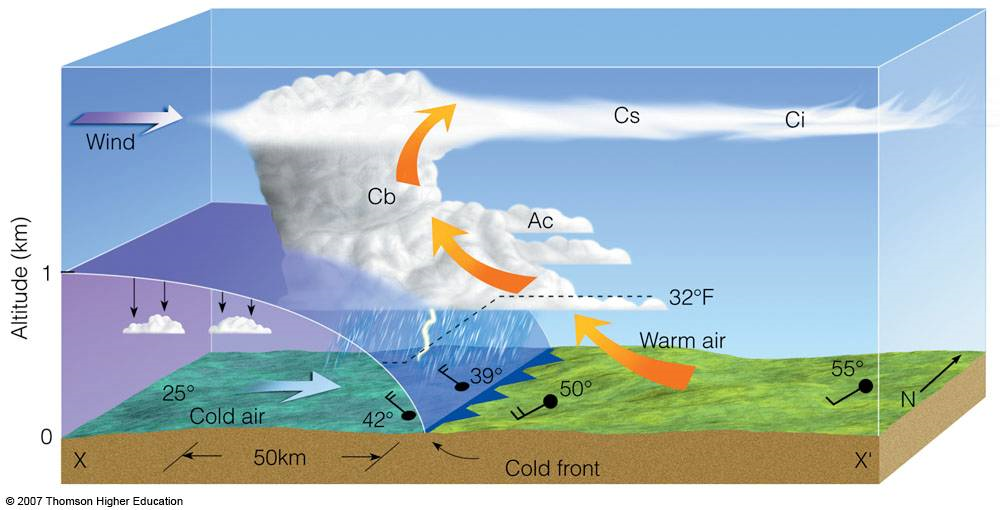 Wind
Cs
Ci
Cb
Ac
Altitude (km)
1
32°F
Warm air
25°
39°
50°
55°
Cold air
42°
N
0
X
50km
Cold front
X'
© 2007 Thomson Higher Education